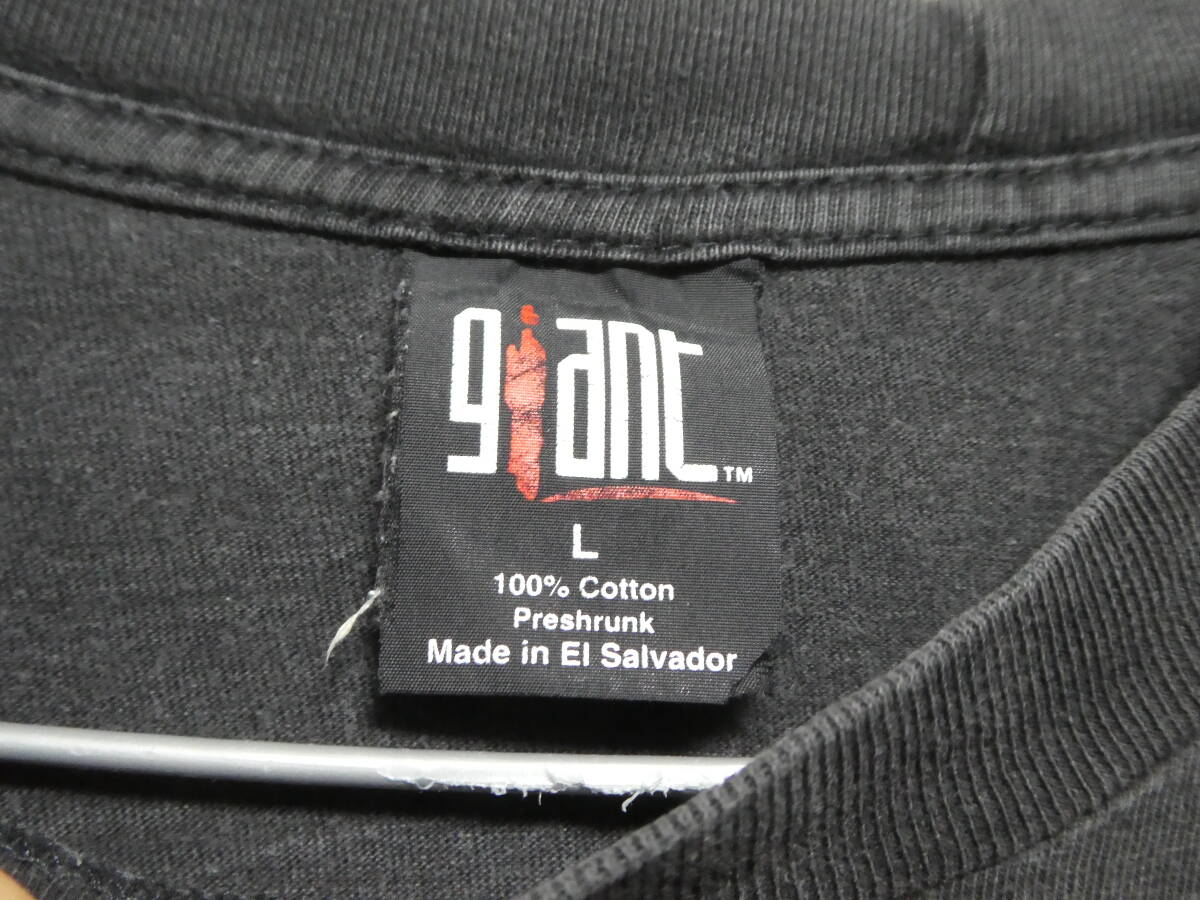 giant™
L
100% Cotton
Preshrunk
Made in El Salvador